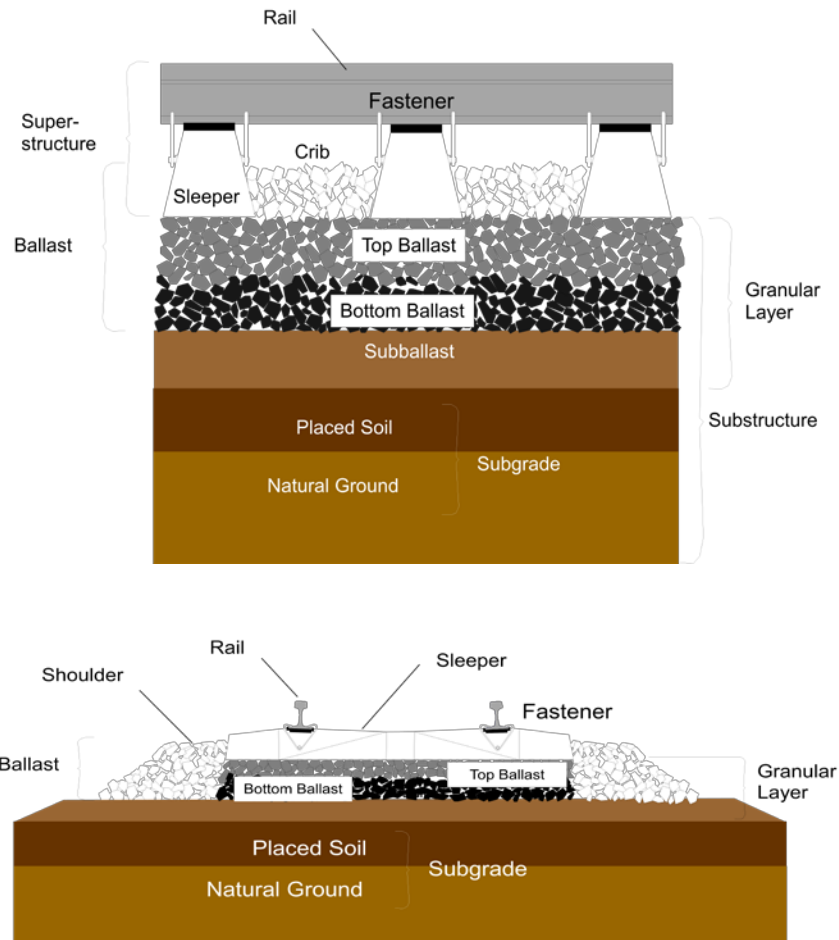 Rail
Fastener
Super-
structure
Crib
Sleeper
Ballast
Top Ballast
Bottom Ballast
Granular
Layer
Subballast
Placed Soil
Substructure
Subgrade
Natural Ground
Rail
Sleeper
Shoulder
Fastener
Ballast
Top Ballast
Bottom Ballast
Granular
Layer
Placed Soil
Subgrade
Natural Ground